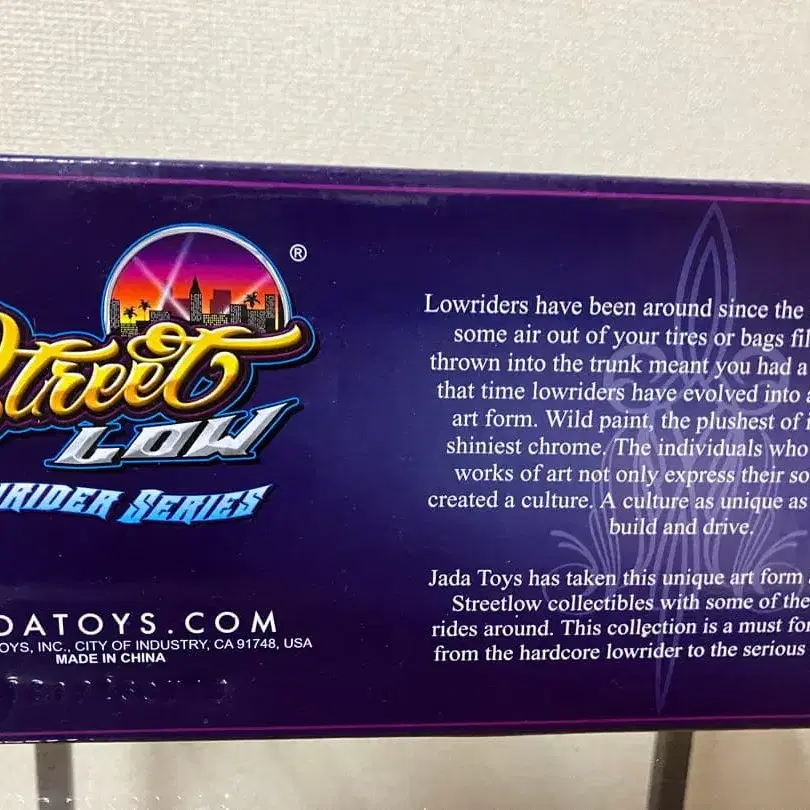 Street
®
LOW
RIDER SERIES
DATOYS.COM
OYS, INC., CITY OF INDUSTRY, CA 91748, USA
MADE IN CHINA
Lowriders have been around since the
some air out of your tires or bags fil
thrown into the trunk meant you had a
that time lowriders have evolved into a
art form. Wild paint, the plushest of i
shiniest chrome. The individuals who
works of art not only express their so
created a culture. A culture as unique as
build and drive.
Jada Toys has taken this unique art form
Streetlow collectibles with some of the
rides around. This collection is a must for
from the hardcore lowrider to the serious